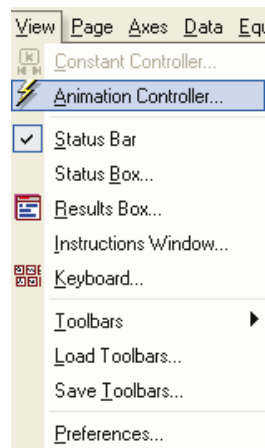 View Page Axes Data Equ
Constant Controller...
Animation Controller...
Status Bar
Status Box...
Results Box...
Instructions Window...
Keyboard...
Toolbars
Load Toolbars...
Save Toolbars...
Preferences...